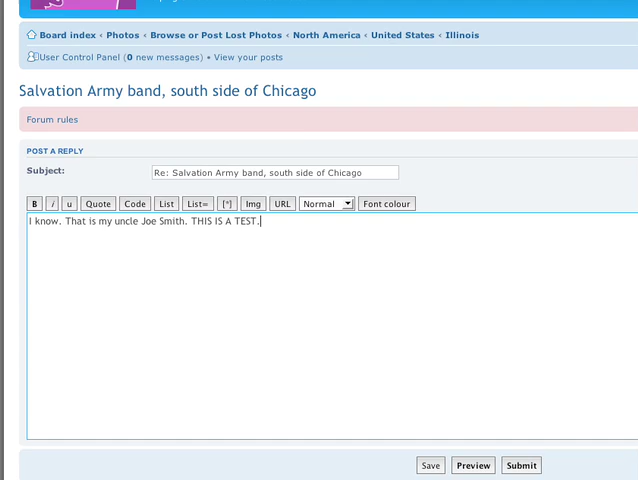 Board index ‹ Photos ‹ Browse or Post Lost Photos ‹ North America ‹ United States ‹ Illinois
User Control Panel (0 new messages) • View your posts
Salvation Army band, south side of Chicago
Forum rules
POST A REPLY
Subject: Re: Salvation Army band, south side of Chicago
B i u Quote Code List List= [*] Img URL Normal Font colour
I know. That is my uncle Joe Smith. THIS IS A TEST.
Save Preview Submit